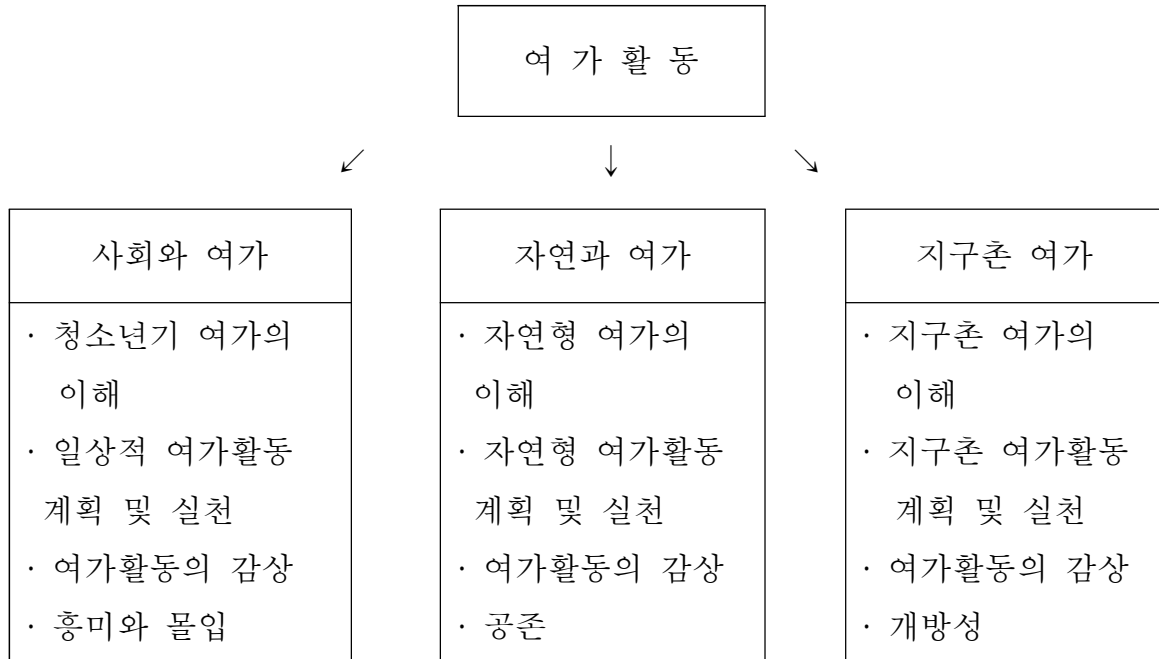 여 가 활 동
↙ ↓ ↘
사회와 여가
· 청소년기 여가의
이해
· 일상적 여가활동
계획 및 실천
· 여가활동의 감상
· 흥미와 몰입
자연과 여가
· 자연형 여가의
이해
· 자연형 여가활동
계획 및 실천
· 여가활동의 감상
· 공존
지구촌 여가
· 지구촌 여가의
이해
· 지구촌 여가활동
계획 및 실천
· 여가활동의 감상
· 개방성